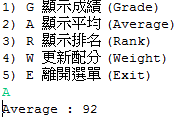 1) G 顯示成績 (Grade)
2) A 顯示平均 (Average)
3) R 顯示排名 (Rank)
4) W 更新配分 (Weight)
5) E 離開選單 (Exit)
A
Average : 92